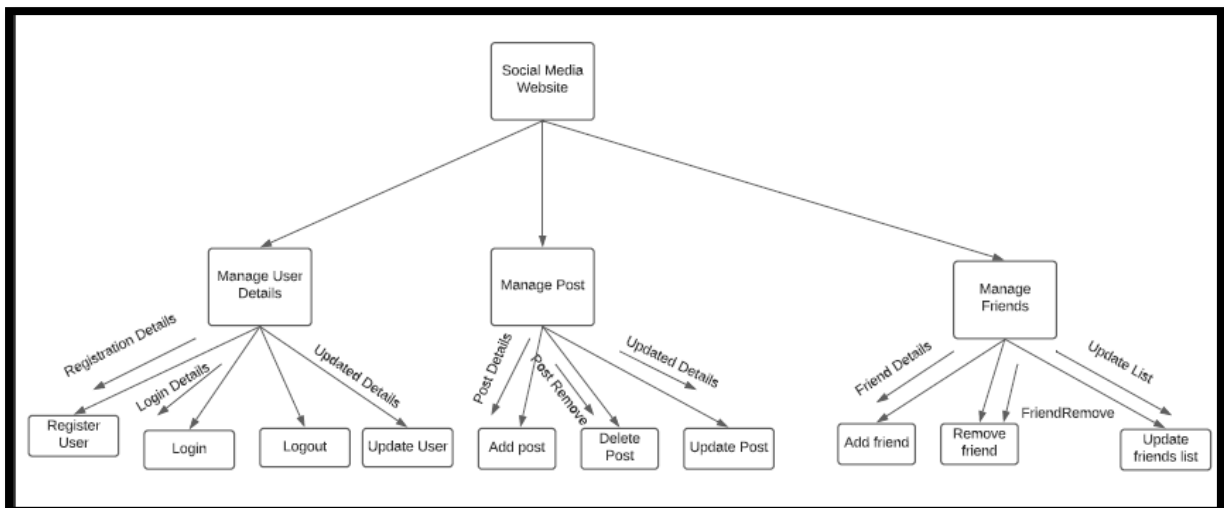 Social Media
Website
Manage User
Details
Manage Post
Manage
Friends
Registration Details
Login Details
Updated Details
Post Details
Post Remove
Updated Details
Friend Details
FriendRemove
Update List
Register
User
Login
Logout
Update User
Add post
Delete
Post
Update Post
Add friend
Remove
friend
Update
friends list